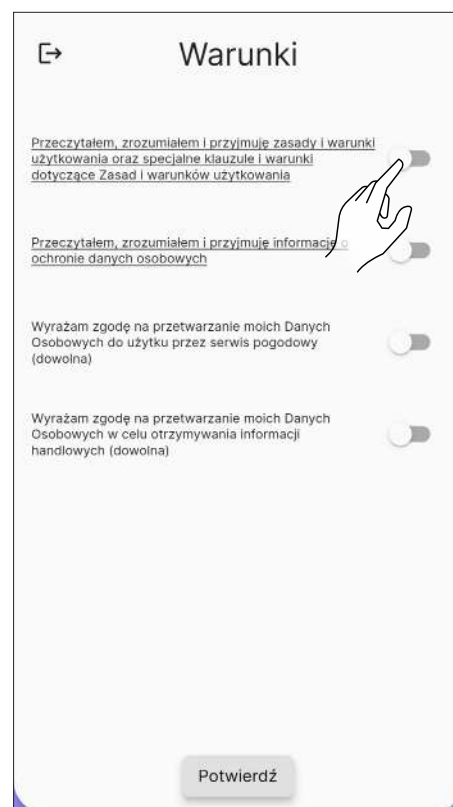 Warunki
Przeczytałem, zrozumiałem i przyjmuję zasady i warunki
użytkowania oraz specjalne klauzule i warunki
dotyczące Zasad i warunków użytkowania
Przeczytałem, zrozumiałem i przyjmuję informację o
ochronie danych osobowych
Wyrażam zgodę na przetwarzanie moich Danych
Osobowych do użytku przez serwis pogodowy
(dowolna)
Wyrażam zgodę na przetwarzanie moich Danych
Osobowych w celu otrzymywania informacji
handlowych (dowolna)
Potwierdź